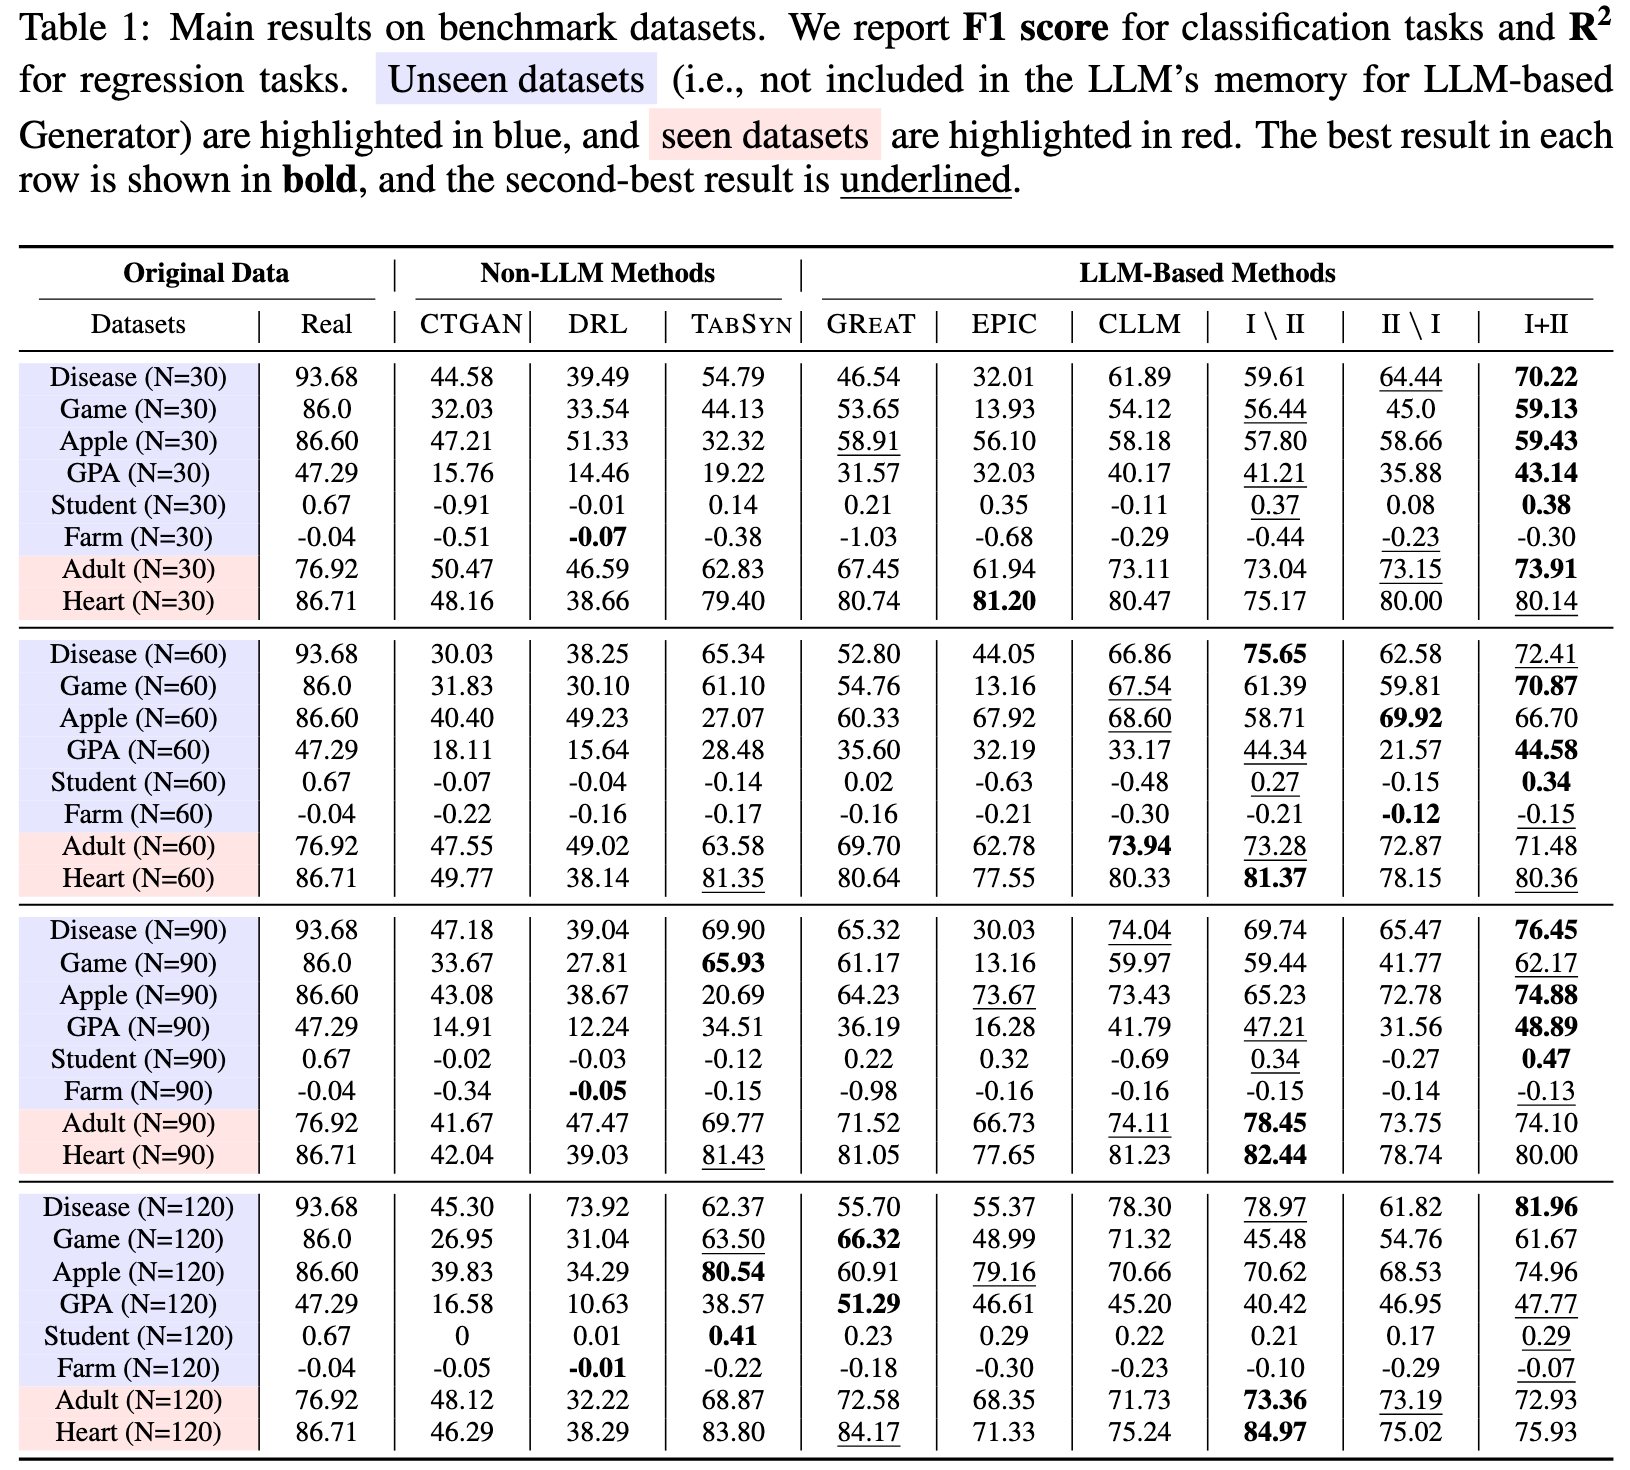 Table 1: Main results on benchmark datasets. We report F1 score for classification tasks and R²
for regression tasks. Unseen datasets (i.e., not included in the LLM's memory for LLM-based
Generator) are highlighted in blue, and seen datasets are highlighted in red. The best result in each
row is shown in bold, and the second-best result is underlined.
Original Data | Non-LLM Methods | LLM-Based Methods
Datasets | Real | CTGAN | DRL | TABSYN | GREAT | EPIC | CLLM | I \ II | II \ I | I+II
Disease (N=30) | 93.68 | 44.58 | 39.49 | 54.79 | 46.54 | 32.01 | 61.89 | 59.61 | 64.44 | 70.22
Game (N=30) | 86.0 | 32.03 | 33.54 | 44.13 | 53.65 | 13.93 | 54.12 | 56.44 | 45.0 | 59.13
Apple (N=30) | 86.60 | 47.21 | 51.33 | 32.32 | 58.91 | 56.10 | 58.18 | 57.80 | 58.66 | 59.43
GPA (N=30) | 47.29 | 15.76 | 14.46 | 19.22 | 31.57 | 32.03 | 40.17 | 41.21 | 35.88 | 43.14
Student (N=30) | 0.67 | -0.91 | -0.01 | 0.14 | 0.21 | 0.35 | -0.11 | 0.37 | 0.08 | 0.38
Farm (N=30) | -0.04 | -0.51 | -0.07 | -0.38 | -1.03 | -0.68 | -0.29 | -0.44 | -0.23 | -0.30
Adult (N=30) | 76.92 | 50.47 | 46.59 | 62.83 | 67.45 | 61.94 | 73.11 | 73.04 | 73.15 | 73.91
Heart (N=30) | 86.71 | 48.16 | 38.66 | 79.40 | 80.74 | 81.20 | 80.47 | 75.17 | 80.00 | 80.14
Disease (N=60) | 93.68 | 30.03 | 38.25 | 65.34 | 52.80 | 44.05 | 66.86 | 75.65 | 62.58 | 72.41
Game (N=60) | 86.0 | 31.83 | 30.10 | 61.10 | 54.76 | 13.16 | 67.54 | 61.39 | 59.81 | 70.87
Apple (N=60) | 86.60 | 40.40 | 49.23 | 27.07 | 60.33 | 67.92 | 68.60 | 58.71 | 69.92 | 66.70
GPA (N=60) | 47.29 | 18.11 | 15.64 | 28.48 | 35.60 | 32.19 | 33.17 | 44.34 | 21.57 | 44.58
Student (N=60) | 0.67 | -0.07 | -0.04 | -0.14 | 0.02 | -0.63 | -0.48 | 0.27 | -0.15 | 0.34
Farm (N=60) | -0.04 | -0.22 | -0.16 | -0.17 | -0.16 | -0.21 | -0.30 | -0.21 | -0.12 | -0.15
Adult (N=60) | 76.92 | 47.55 | 49.02 | 63.58 | 69.70 | 62.78 | 73.94 | 73.28 | 72.87 | 71.48
Heart (N=60) | 86.71 | 49.77 | 38.14 | 81.35 | 80.64 | 77.55 | 80.33 | 81.37 | 78.15 | 80.36
Disease (N=90) | 93.68 | 47.18 | 39.04 | 69.90 | 65.32 | 30.03 | 74.04 | 69.74 | 65.47 | 76.45
Game (N=90) | 86.0 | 33.67 | 27.81 | 65.93 | 61.17 | 13.16 | 59.97 | 59.44 | 41.77 | 62.17
Apple (N=90) | 86.60 | 43.08 | 38.67 | 20.69 | 64.23 | 73.67 | 73.43 | 65.23 | 72.78 | 74.88
GPA (N=90) | 47.29 | 14.91 | 12.24 | 34.51 | 36.19 | 16.28 | 41.79 | 47.21 | 31.56 | 48.89
Student (N=90) | 0.67 | -0.02 | -0.03 | -0.12 | 0.22 | 0.32 | -0.69 | 0.34 | -0.27 | 0.47
Farm (N=90) | -0.04 | -0.34 | -0.05 | -0.15 | -0.98 | -0.16 | -0.16 | -0.15 | -0.14 | -0.13
Adult (N=90) | 76.92 | 41.67 | 47.47 | 69.77 | 71.52 | 66.73 | 74.11 | 78.45 | 73.75 | 74.10
Heart (N=90) | 86.71 | 42.04 | 39.03 | 81.43 | 81.05 | 77.65 | 81.23 | 82.44 | 78.74 | 80.00
Disease (N=120) | 93.68 | 45.30 | 73.92 | 62.37 | 55.70 | 55.37 | 78.30 | 78.97 | 61.82 | 81.96
Game (N=120) | 86.0 | 26.95 | 31.04 | 63.50 | 66.32 | 48.99 | 71.32 | 45.48 | 54.76 | 61.67
Apple (N=120) | 86.60 | 39.83 | 34.29 | 80.54 | 60.91 | 79.16 | 70.66 | 70.62 | 68.53 | 74.96
GPA (N=120) | 47.29 | 16.58 | 10.63 | 38.57 | 51.29 | 46.61 | 45.20 | 40.42 | 46.95 | 47.77
Student (N=120) | 0.67 | 0 | 0.01 | 0.41 | 0.23 | 0.29 | 0.22 | 0.21 | 0.17 | 0.29
Farm (N=120) | -0.04 | -0.05 | -0.01 | -0.22 | -0.18 | -0.30 | -0.23 | -0.10 | -0.29 | -0.07
Adult (N=120) | 76.92 | 48.12 | 32.22 | 68.87 | 72.58 | 68.35 | 71.73 | 73.36 | 73.19 | 72.93
Heart (N=120) | 86.71 | 46.29 | 38.29 | 83.80 | 84.17 | 71.33 | 75.24 | 84.97 | 75.02 | 75.93